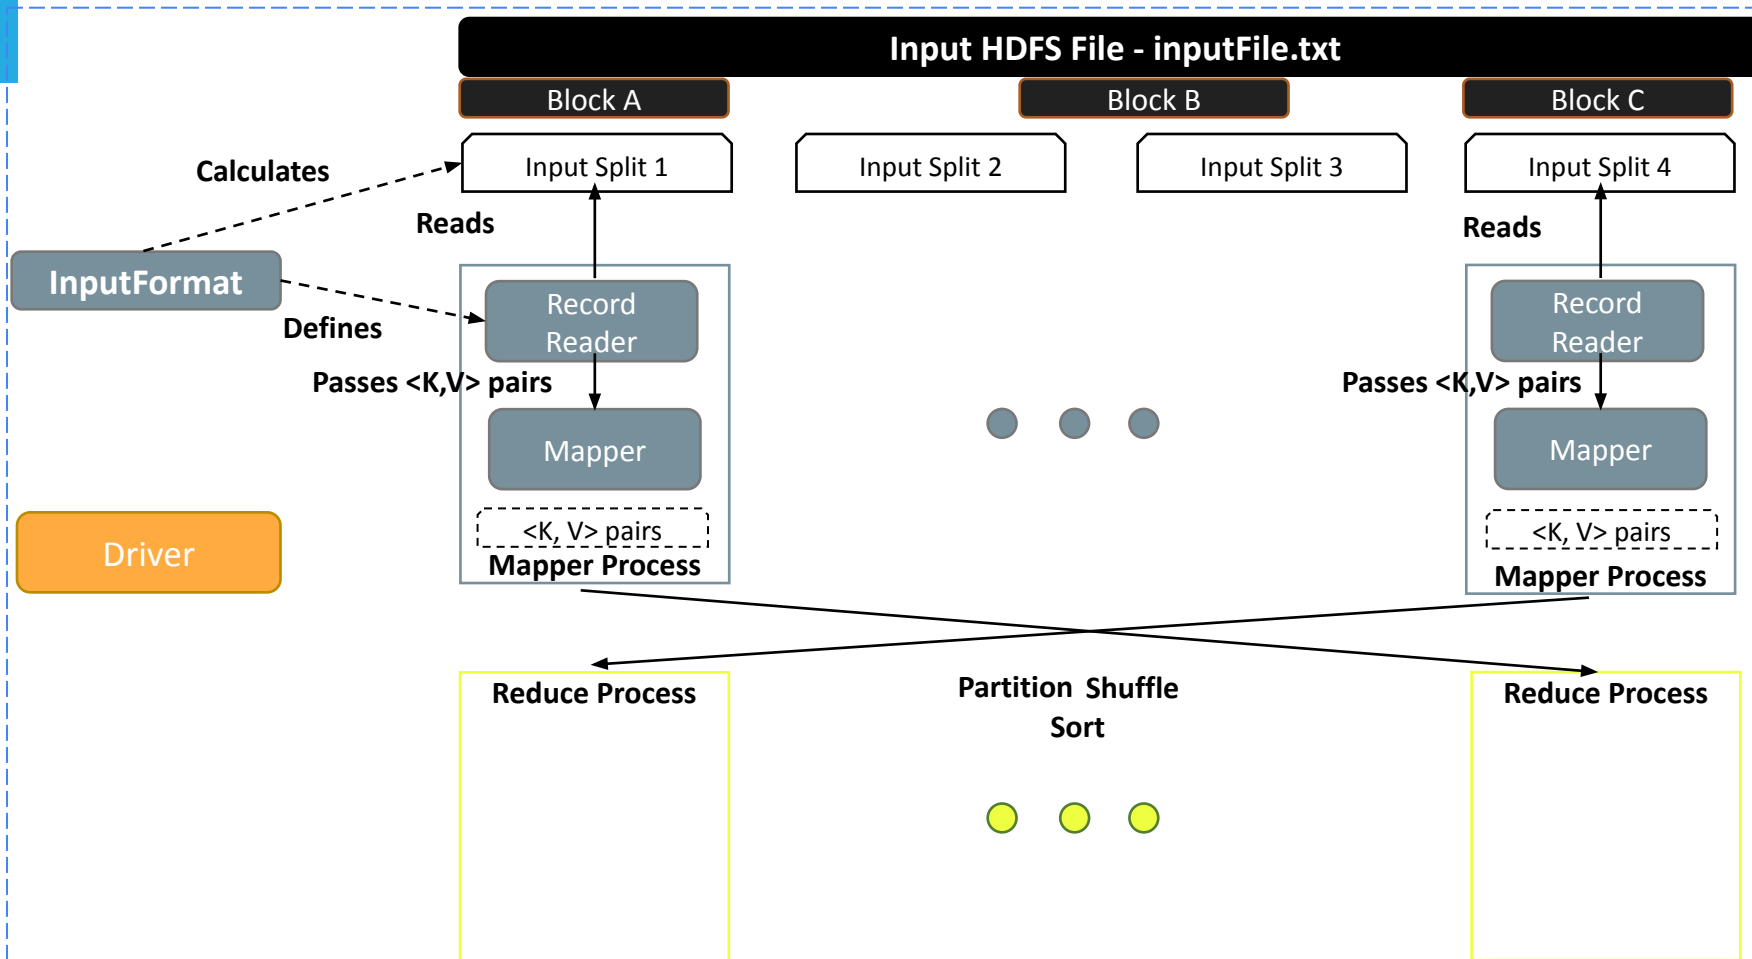 Input HDFS File - inputFile.txt
Block A
Block B
Block C
Input Split 1
Input Split 2
Input Split 3
Input Split 4
Calculates
Reads
Reads
InputFormat
Defines
Record
Reader
Record
Reader
Passes <K,V> pairs
Passes <K,V> pairs
Mapper
Mapper
<K, V> pairs
<K, V> pairs
Mapper Process
Mapper Process
Driver
Reduce Process
Partition Shuffle
Sort
Reduce Process